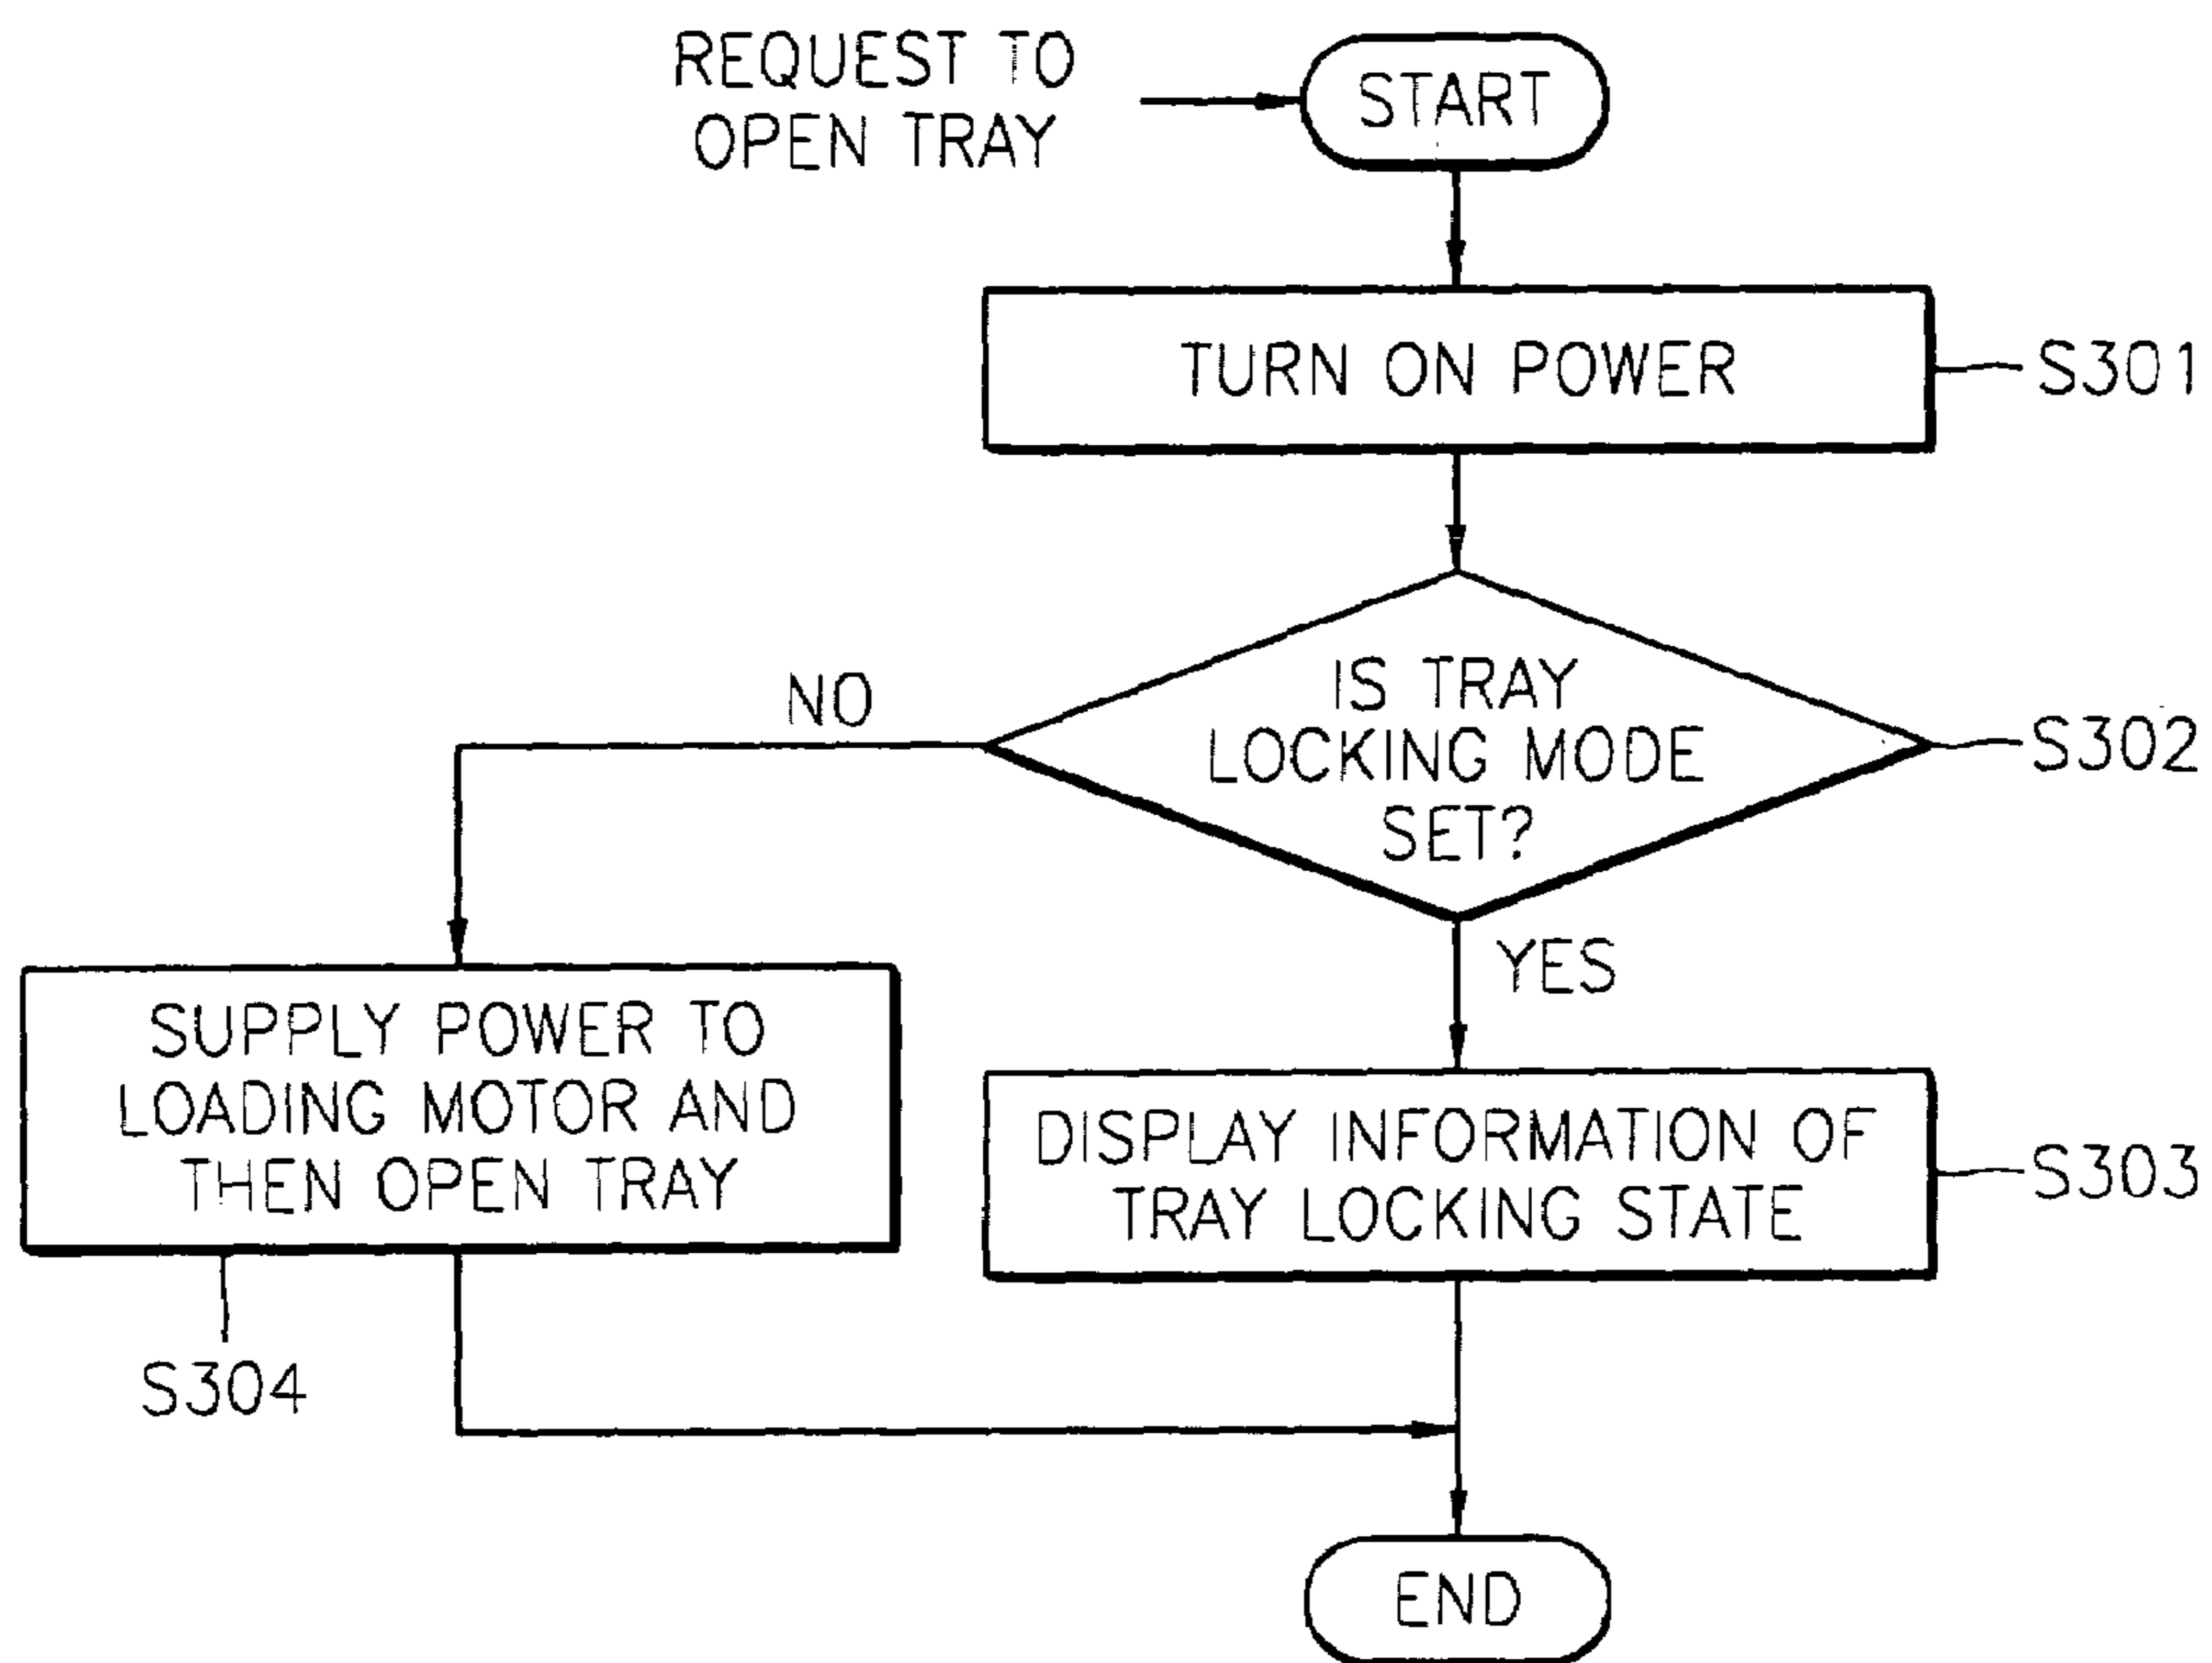 REQUEST TO
OPEN TRAY
START
TURN ON POWER
S301
IS TRAY
LOCKING MODE
SET?
S302
NO
YES
SUPPLY POWER TO
LOADING MOTOR AND
THEN OPEN TRAY
S304
DISPLAY INFORMATION OF
TRAY LOCKING STATE
S303
END